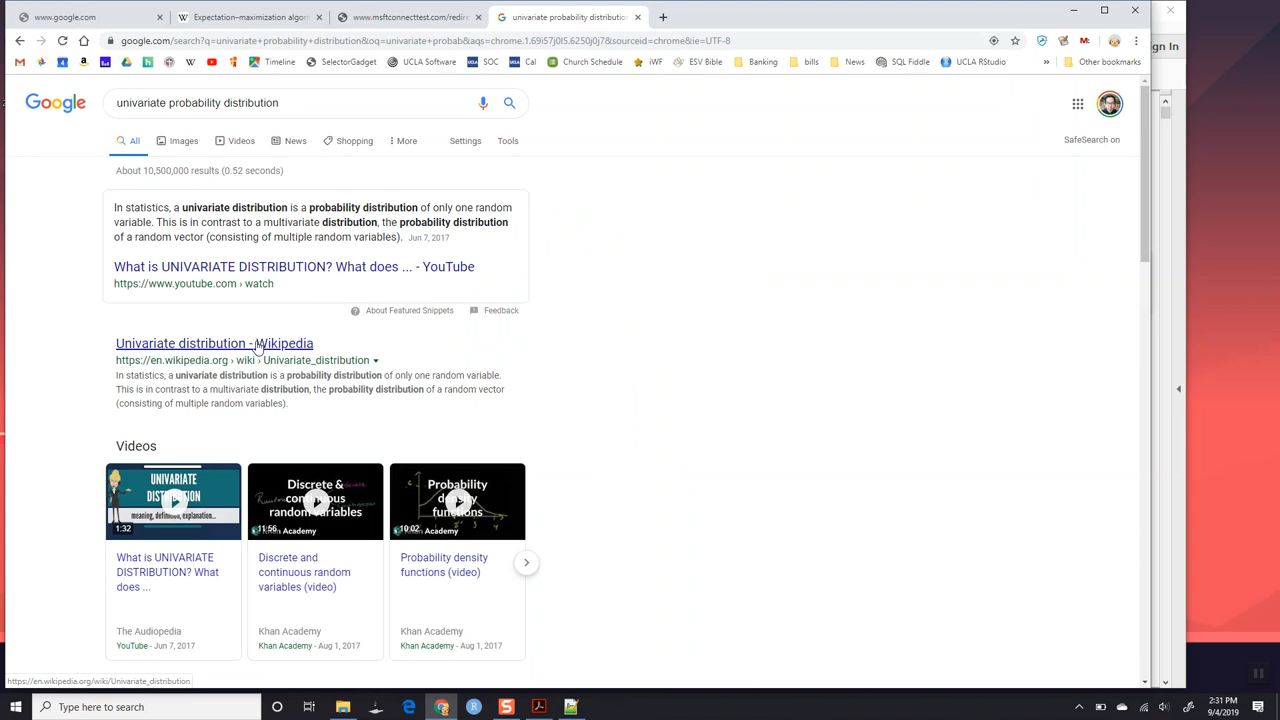 www.google.com
Expectation–maximization algori
www.msftconnecttest.com/redire
univariate probability distribution
google.com/search?q=univariate+probability+distribution&oq=univariate+probab&aqs=chrome.1.69i57j0l5.6250j0j7&sourceid=chrome&ie=UTF-8
Timeline
SelectorGadget
UCLA Software
SOC
Cal
Church Schedule
iWF
ESV Bible
Banking
bills
News
SQL Fiddle
UCLA RStudio
Other bookmarks
ign In
Google
univariate probability distribution
All
Images
Videos
News
Shopping
More
Settings
Tools
SafeSearch on
About 10,500,000 results (0.52 seconds)
In statistics, a univariate distribution is a probability distribution of only one random
variable. This is in contrast to a multivariate distribution, the probability distribution
of a random vector (consisting of multiple random variables). Jun 7, 2017
What is UNIVARIATE DISTRIBUTION? What does ... - YouTube
https://www.youtube.com › watch
About Featured Snippets
Feedback
Univariate distribution - Wikipedia
https://en.wikipedia.org › wiki › Univariate_distribution
In statistics, a univariate distribution is a probability distribution of only one random variable.
This is in contrast to a multivariate distribution, the probability distribution of a random vector
(consisting of multiple random variables).
Videos
UNIVARIATE
DISTRIBUTION
meaning, definition, explanation...
1:32
Discrete &
continuous
random variables
Khan Academy
11:56
Probability
density
functions
Khan Academy
10:02
What is UNIVARIATE
DISTRIBUTION? What
does ...
The Audiopedia
YouTube - Jun 7, 2017
Discrete and
continuous random
variables (video)
Khan Academy
Khan Academy - Aug 1, 2017
Probability density
functions (video)
Khan Academy
Khan Academy - Aug 1, 2017
https://en.wikipedia.org/wiki/Univariate_distribution
Type here to search
2:31 PM
9/4/2019